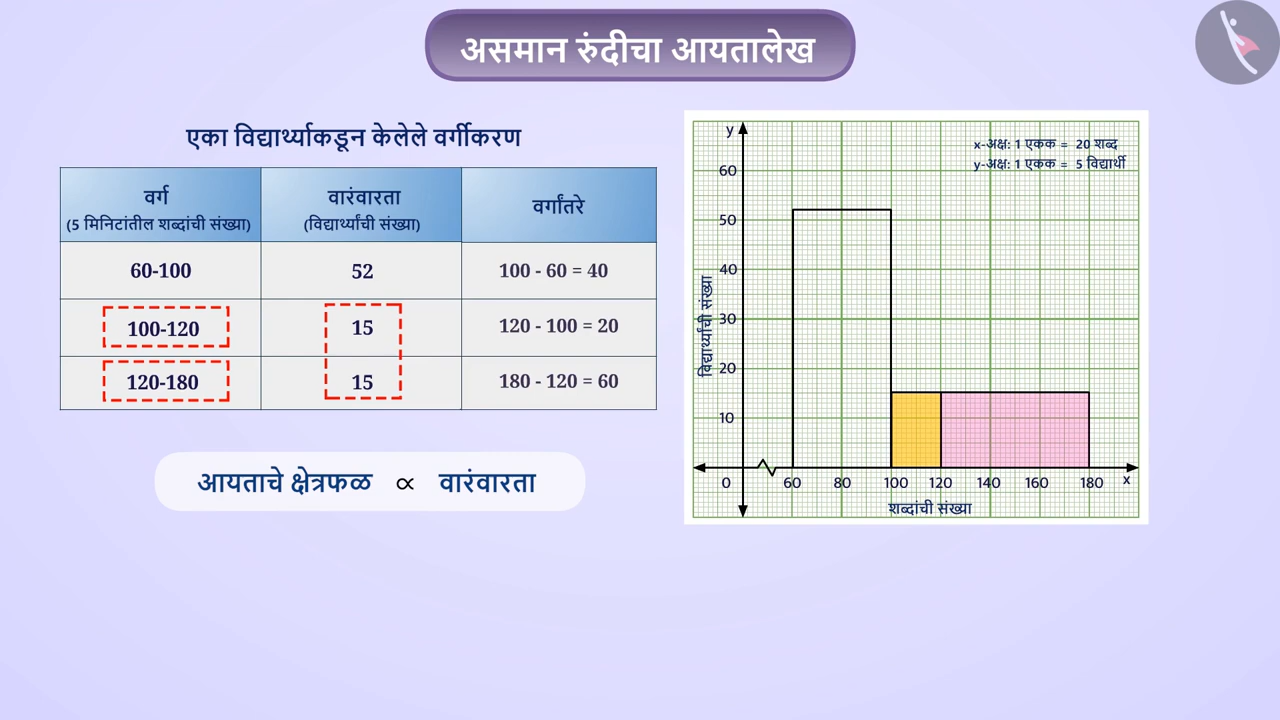 असमान रुंदीचा आयतालेख
एका विद्यार्थ्याकडून केलेले वर्गीकरण
वर्ग वारंवारता वर्गांतरे
(5 मिनिटांतील शब्दांची संख्या) (विद्यार्थ्यांची संख्या)
60-100 52 100 - 60 = 40
100-120 15 120 - 100 = 20
120-180 15 180 - 120 = 60
आयताचे क्षेत्रफळ ∝ वारंवारता
y
x-अक्ष: 1 एकक = 20 शब्द
y-अक्ष: 1 एकक = 5 विद्यार्थी
60
50
40
30
20
10
विद्यार्थ्यांची संख्या
0 60 80 100 120 140 160 180 x
शब्दांची संख्या